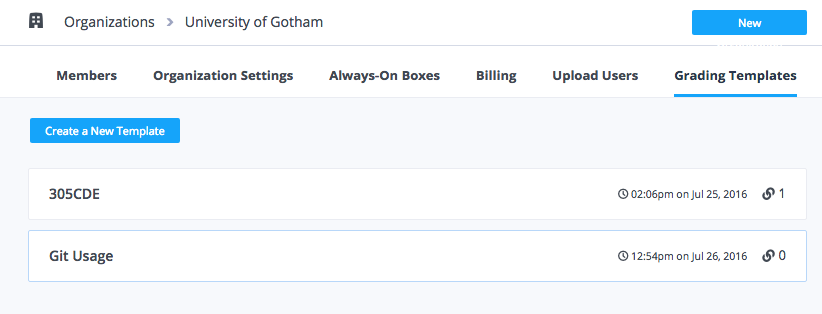 Organizations > University of Gotham
New
Members Organization Settings Always-On Boxes Billing Upload Users Grading Templates
Create a New Template
305CDE 02:06pm on Jul 25, 2016 1
Git Usage 12:54pm on Jul 26, 2016 0